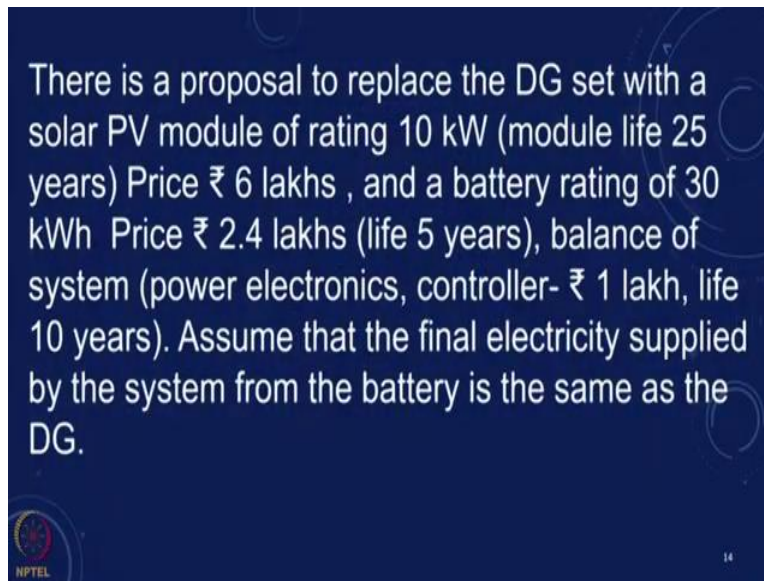 There is a proposal to replace the DG set with a
solar PV module of rating 10 kW (module life 25
years) Price ₹ 6 lakhs , and a battery rating of 30
kWh Price ₹ 2.4 lakhs (life 5 years), balance of
system (power electronics, controller- ₹ 1 lakh, life
10 years). Assume that the final electricity supplied
by the system from the battery is the same as the
DG.
NPTEL
14